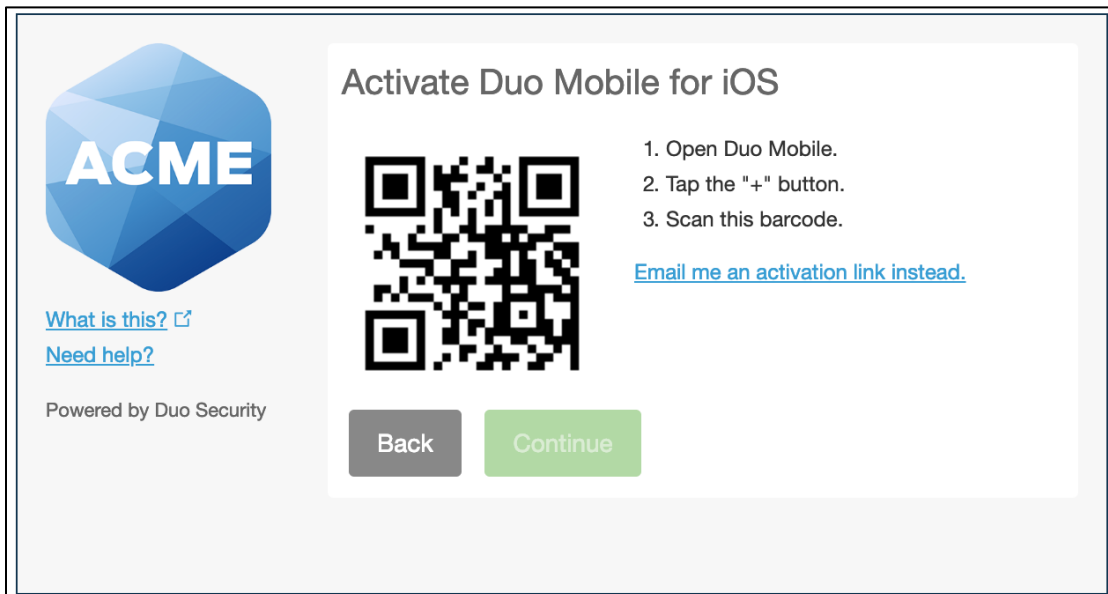 ACME
What is this?
Need help?
Powered by Duo Security
Activate Duo Mobile for iOS
1. Open Duo Mobile.
2. Tap the "+" button.
3. Scan this barcode.
Email me an activation link instead.
Back
Continue